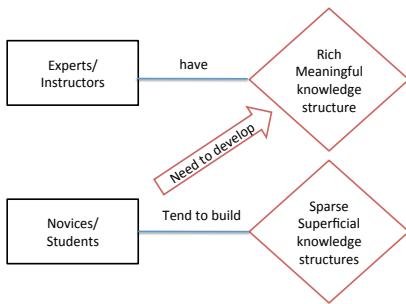 Experts/
Instructors
have
Rich
Meaningful
knowledge
structure
Need to develop
Novices/
Students
Tend to build
Sparse
Superficial
knowledge
structures